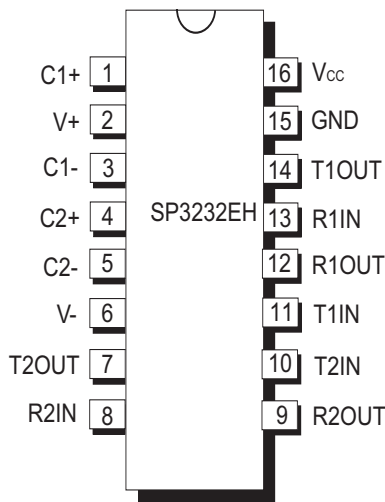 C1+ 1 16 Vcc
V+ 2 15 GND
C1- 3 14 T1OUT
C2+ 4 SP3232EH 13 R1IN
C2- 5 12 R1OUT
V- 6 11 T1IN
T2OUT 7 10 T2IN
R2IN 8 9 R2OUT